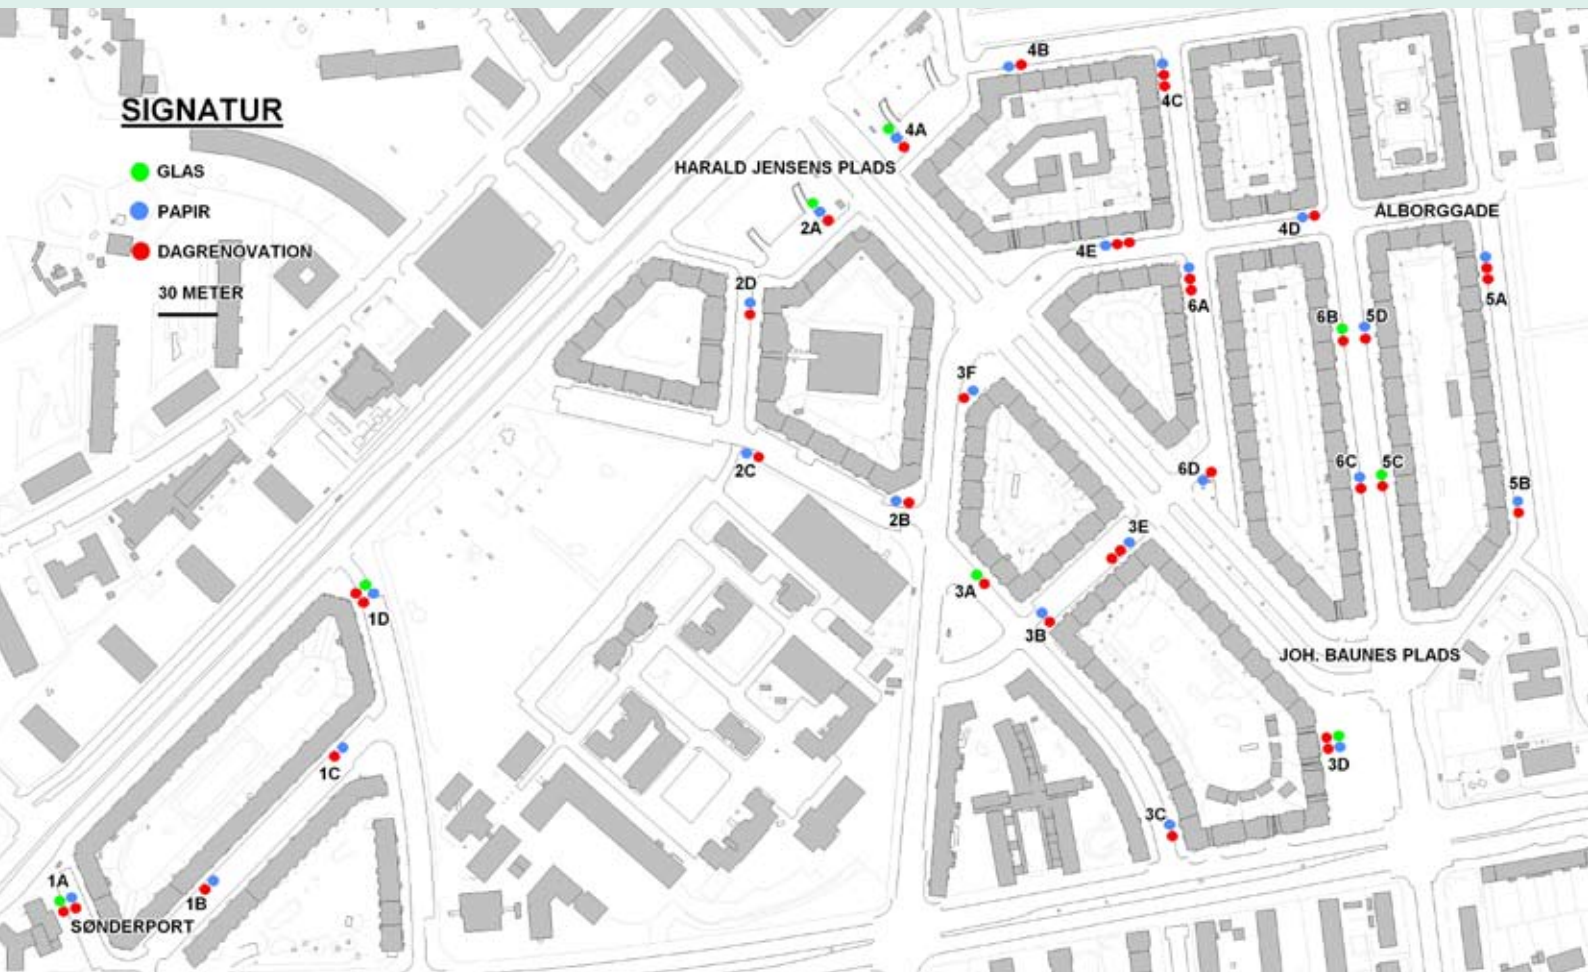 SIGNATUR
GLAS
PAPIR
DAGRENOVATION
30 METER
4B
4C
4A
HARALD JENSENS PLADS
ÅLBORGGADE
2A
4D
4E
2D
6A
5A
6B
5D
3F
2C
6D
6C
5C
5B
2B
3E
3A
1D
3B
JOH. BAUNES PLADS
1C
3D
3C
1A
1B
SØNDERPORT